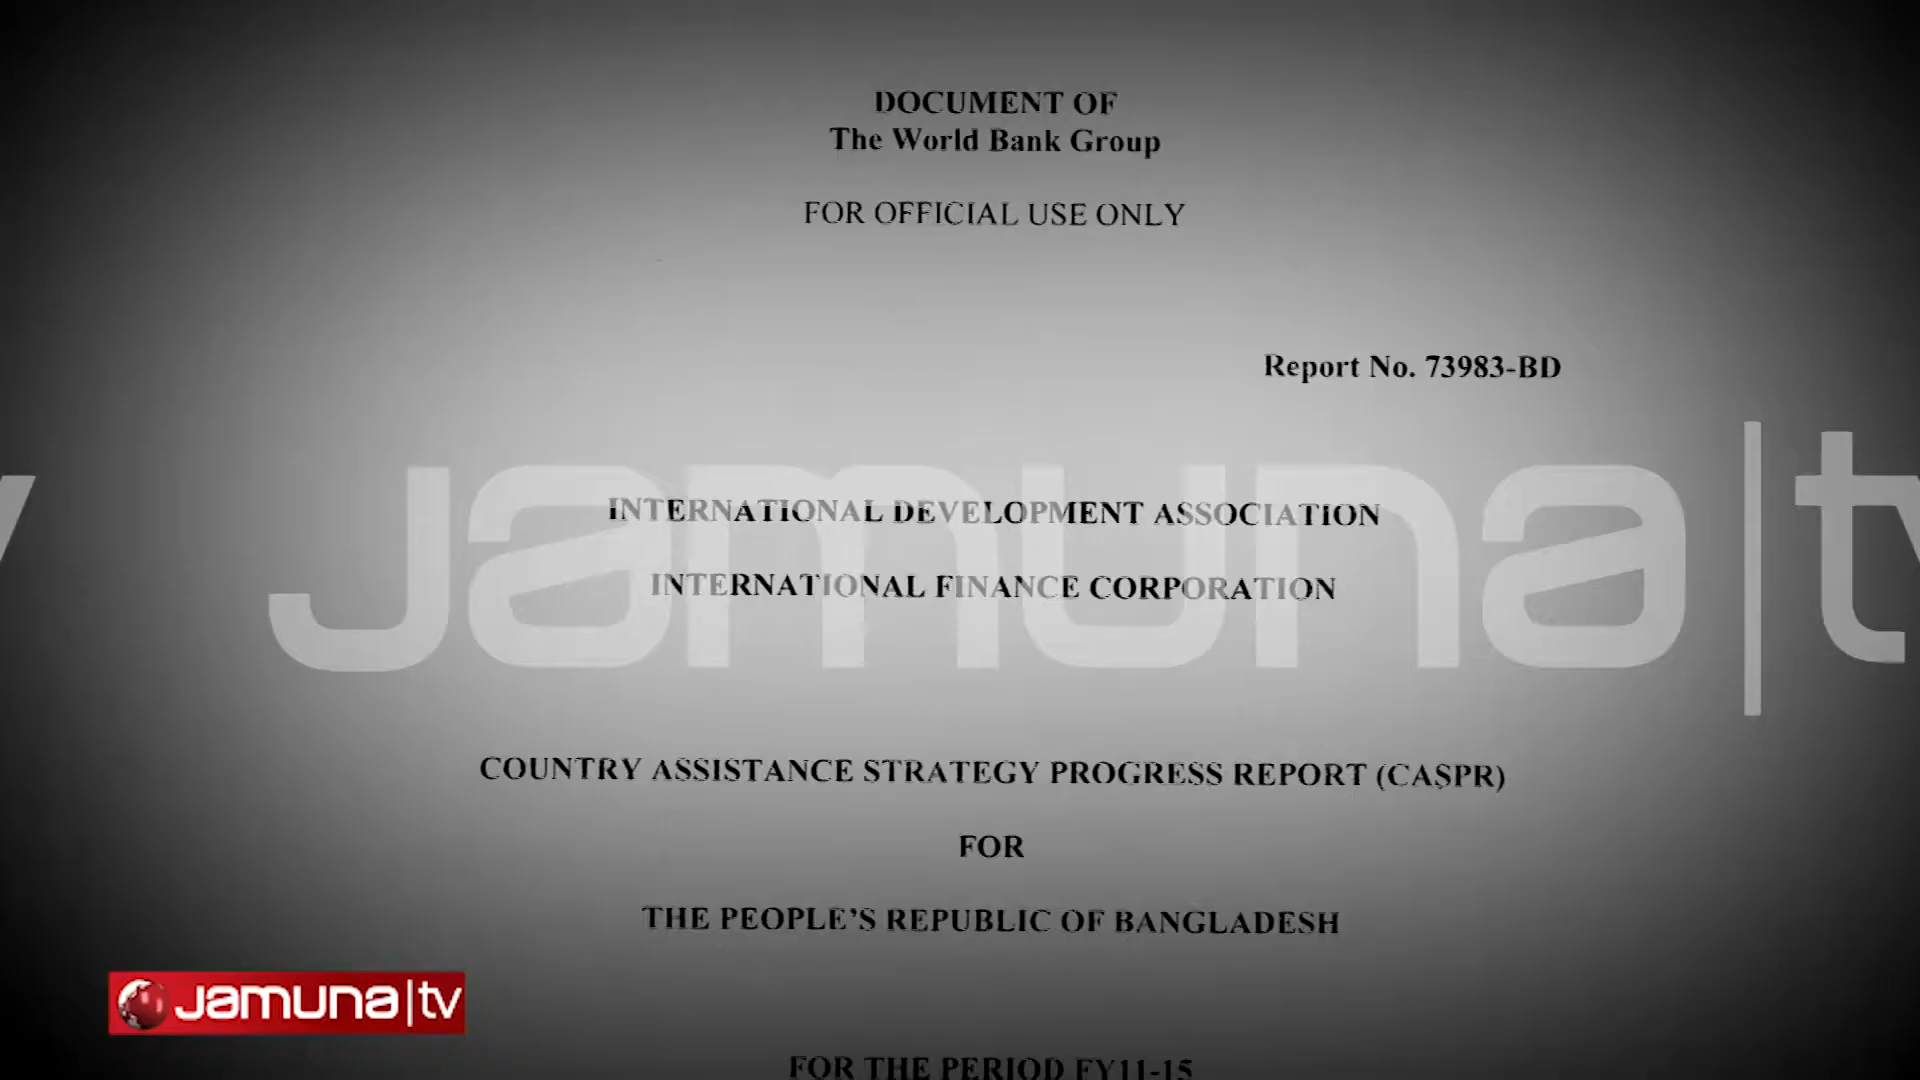 DOCUMENT OF
The World Bank Group
FOR OFFICIAL USE ONLY
Report No. 73983-BD
jamuna|tv
INTERNATIONAL DEVELOPMENT ASSOCIATION
INTERNATIONAL FINANCE CORPORATION
COUNTRY ASSISTANCE STRATEGY PROGRESS REPORT (CASPR)
FOR
THE PEOPLE'S REPUBLIC OF BANGLADESH
jamuna|tv
FOR THE PERIOD FY11-15